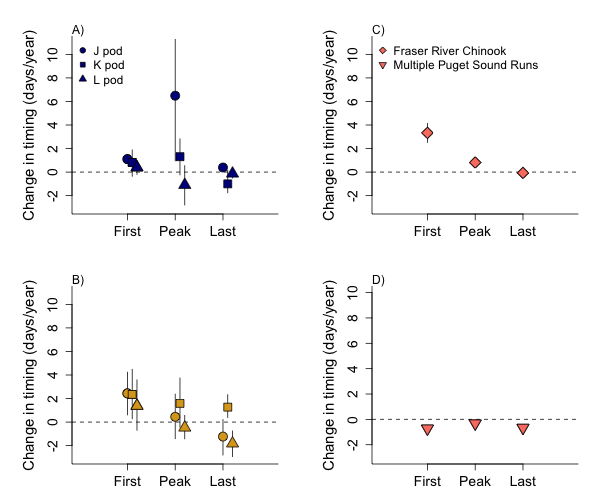 A)
J pod
K pod
L pod
Change in timing (days/year)
-2 0 2 4 6 8 10
First Peak Last
C)
Fraser River Chinook
Multiple Puget Sound Runs
Change in timing (days/year)
-2 0 2 4 6 8 10
First Peak Last
B)
Change in timing (days/year)
-2 0 2 4 6 8 10
First Peak Last
D)
Change in timing (days/year)
-2 0 2 4 6 8 10
First Peak Last